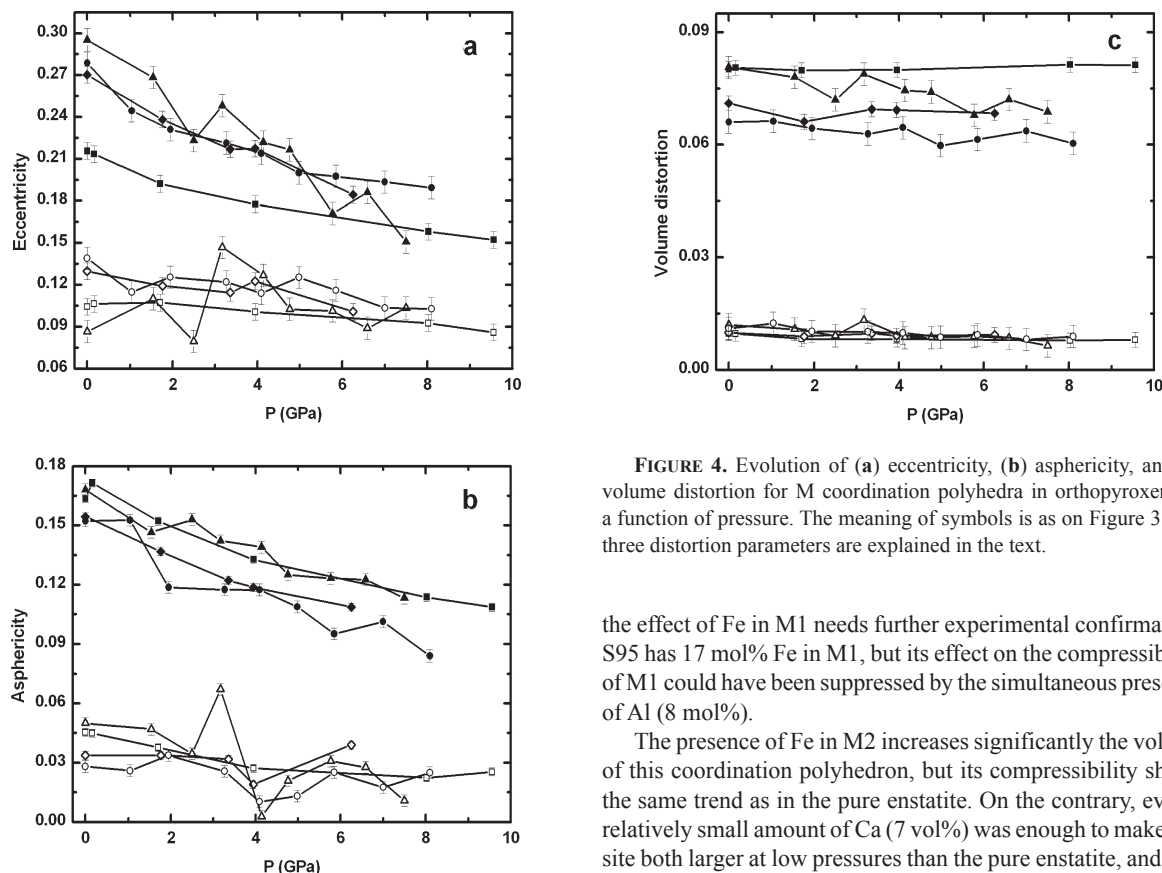 0.30
0.27
0.24
0.21
0.18
0.15
0.12
0.09
0.06
Eccentricity
a
0 2 4 6 8 10
P (GPa)
0.18
0.15
0.12
0.09
0.06
0.03
0.00
Asphericity
b
0 2 4 6 8 10
P (GPa)
0.09
0.06
0.03
0.00
Volume distortion
c
0 2 4 6 8 10
P (GPa)
FIGURE 4. Evolution of (a) eccentricity, (b) asphericity, an
volume distortion for M coordination polyhedra in orthopyroxe
a function of pressure. The meaning of symbols is as on Figure 3
three distortion parameters are explained in the text.
the effect of Fe in M1 needs further experimental confirma
S95 has 17 mol% Fe in M1, but its effect on the compressib
of M1 could have been suppressed by the simultaneous prese
of Al (8 mol%).
The presence of Fe in M2 increases significantly the vol
of this coordination polyhedron, but its compressibility sh
the same trend as in the pure enstatite. On the contrary, ev
relatively small amount of Ca (7 vol%) was enough to make
site both larger at low pressures than the pure enstatite, and